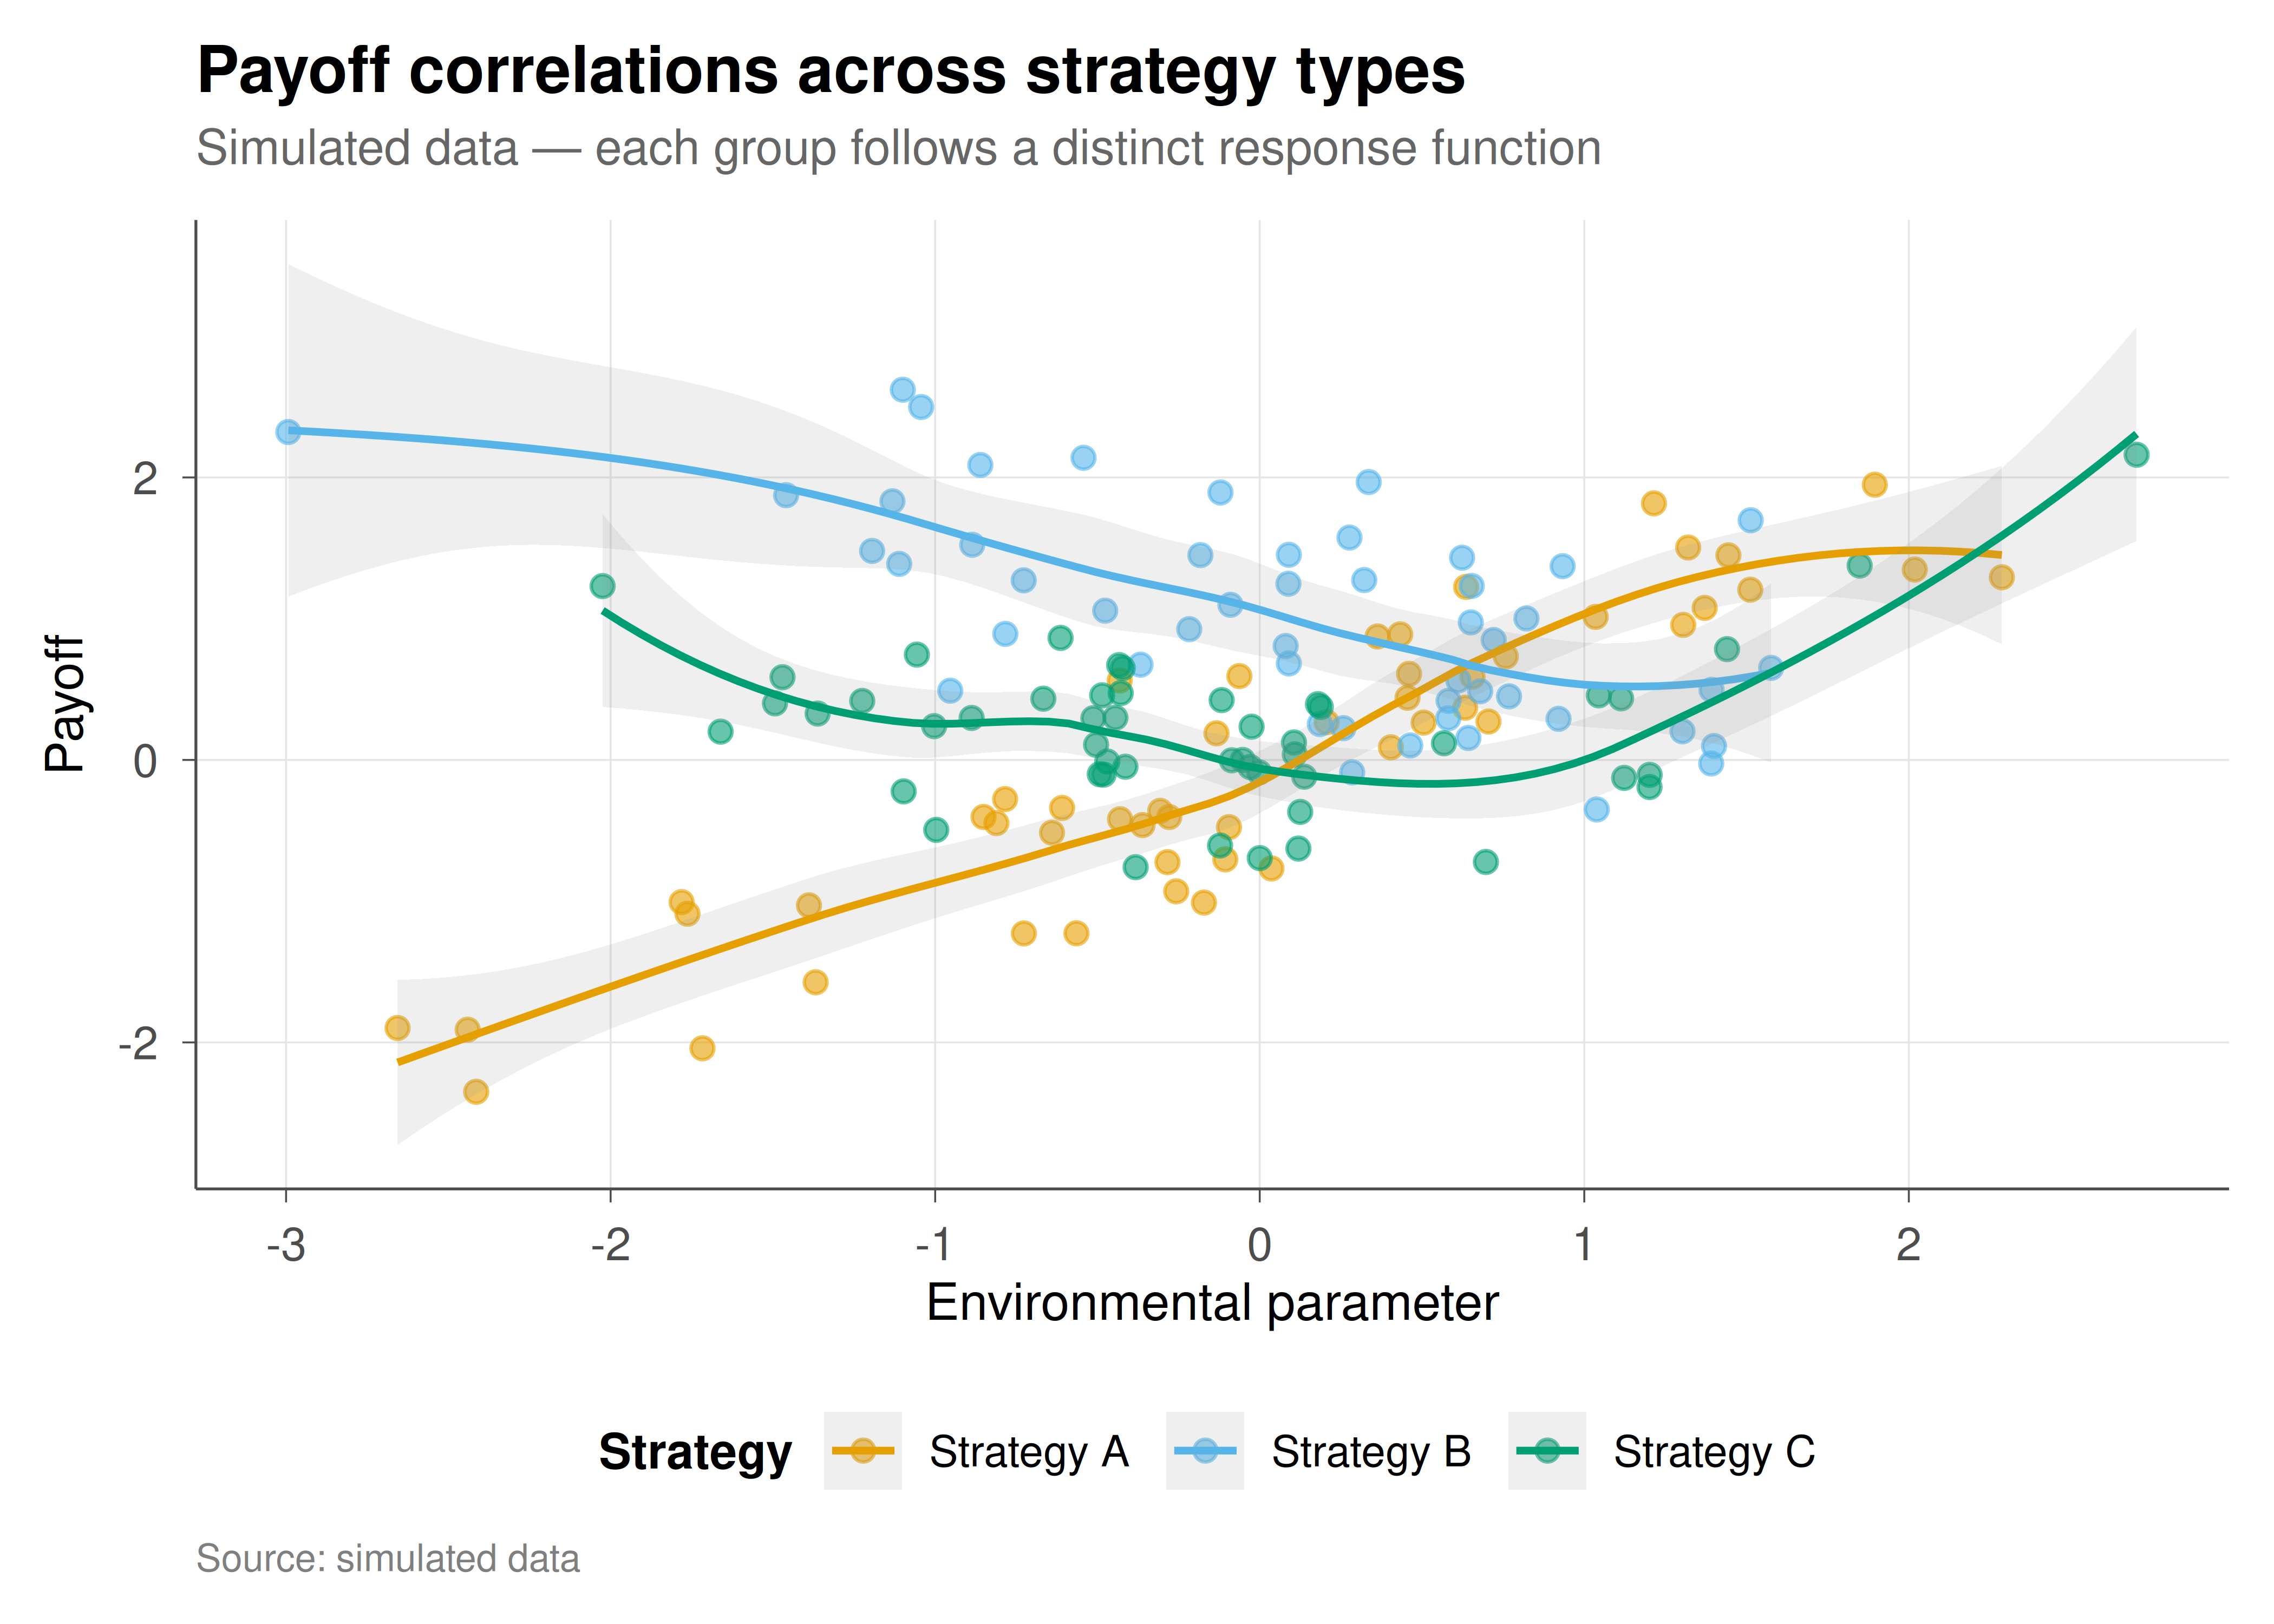 Payoff correlations across strategy types
Simulated data — each group follows a distinct response function
Payoff
2
0
-2
-3 -2 -1 0 1 2
Environmental parameter
Strategy Strategy A Strategy B Strategy C
Source: simulated data